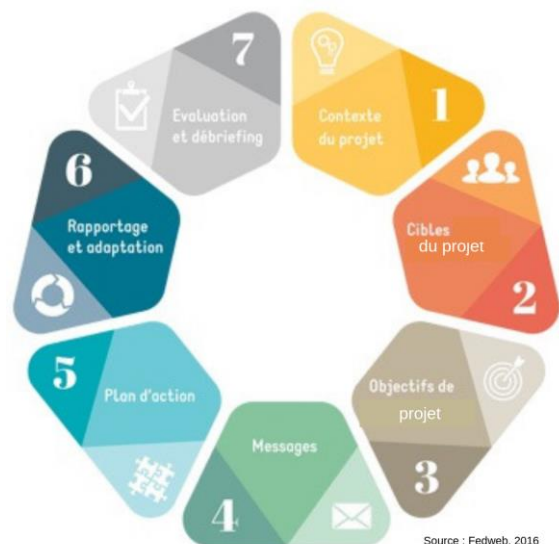 1
Contexte
du projet
2
Cibles
du projet
3
Objectifs de
projet
4
Messages
5
Plan d'action
6
Rapportage
et adaptation
7
Evaluation
et débriefing
Source : Fedweb, 2016